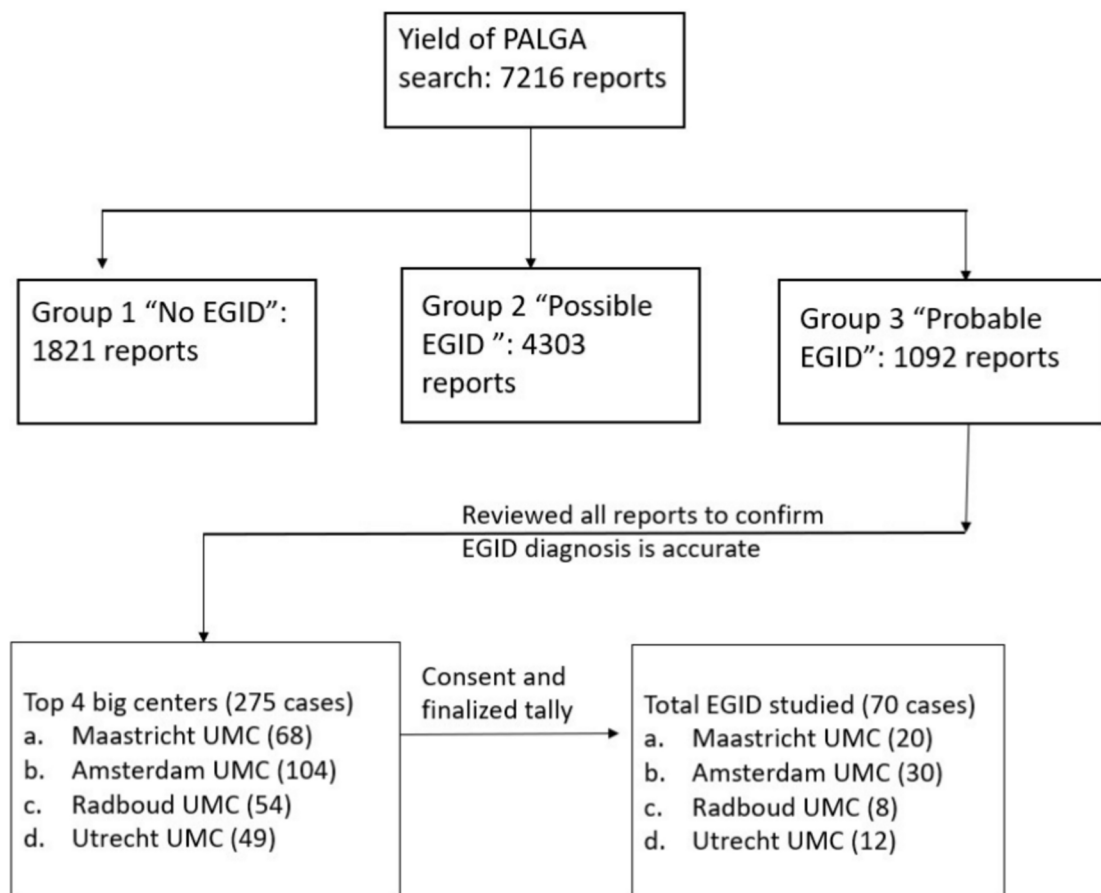 Yield of PALGA
search: 7216 reports
Group 1 “No EGID”:
1821 reports
Group 2 “Possible
EGID ”: 4303
reports
Group 3 “Probable
EGID”: 1092 reports
Reviewed all reports to confirm
EGID diagnosis is accurate
Top 4 big centers (275 cases)
a. Maastricht UMC (68)
b. Amsterdam UMC (104)
c. Radboud UMC (54)
d. Utrecht UMC (49)
Consent and
finalized tally
Total EGID studied (70 cases)
a. Maastricht UMC (20)
b. Amsterdam UMC (30)
c. Radboud UMC (8)
d. Utrecht UMC (12)